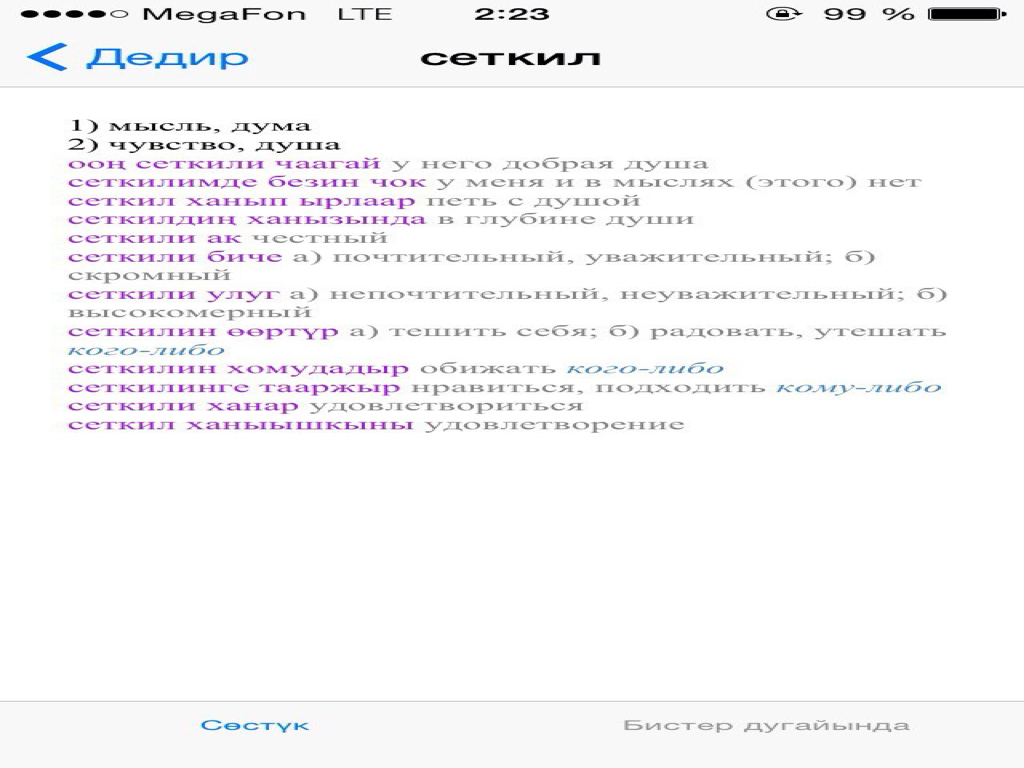 MegaFon LTE 2:23 99 %
Дедир сеткил
1) мысль, дума
2) чувство, душа
ооң сеткили чаагай у него добрая душа
сеткилимде безин чок у меня и в мыслях (этого) нет
сеткил ханып ырлаар петь с душой
сеткилдиң ханызында в глубине души
сеткили ак честный
сеткили биче а) почтительный, уважительный; б)
скромный
сеткили улуг а) непочтительный, неуважительный; б)
высокомерный
сеткилин өөртүр а) тешить себя; б) радовать, утешать
кого-либо
сеткилин хомудадыр обижать кого-либо
сеткилинге тааржыр нравиться, подходить кому-либо
сеткили ханар удовлетвориться
сеткил ханыышкыны удовлетворение
Сөстүк Бистер дугайында